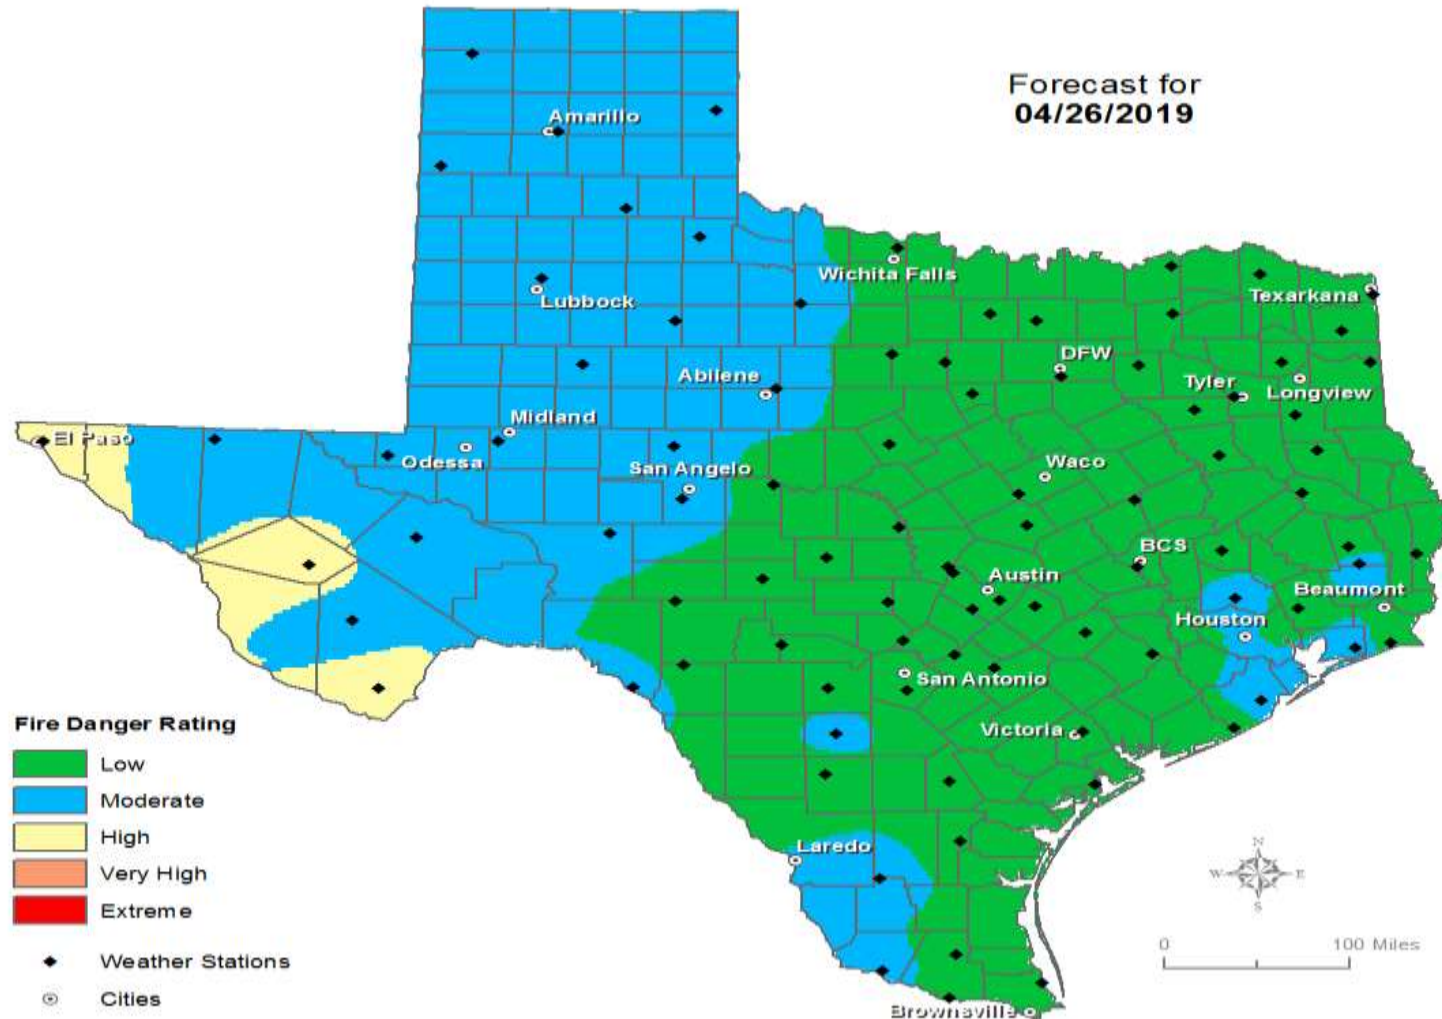 Forecast for
04/26/2019
Amarillo
Wichita Falls
Lubbock
Texarkana
DFW
Abilene
Tyler
Longview
Midland
El Paso
Odessa
San Angelo
Waco
BCS
Austin
Beaumont
Houston
San Antonio
Victoria
Fire Danger Rating
Low
Moderate
High
Very High
Extreme
Weather Stations
Cities
Laredo
N
W
E
S
0
100 Miles
Brownsville